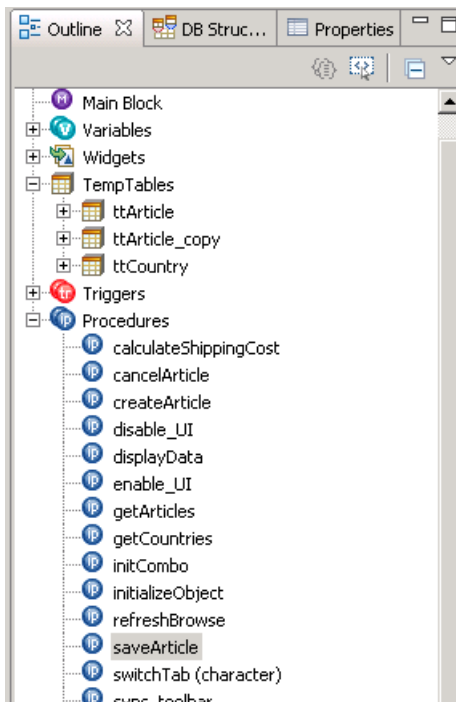 Outline DB Struc... Properties
Main Block
Variables
Widgets
TempTables
ttArticle
ttArticle_copy
ttCountry
Triggers
Procedures
calculateShippingCost
cancelArticle
createArticle
disable_UI
displayData
enable_UI
getArticles
getCountries
initCombo
initializeObject
refreshBrowse
saveArticle
switchTab (character)
sync_toolbar